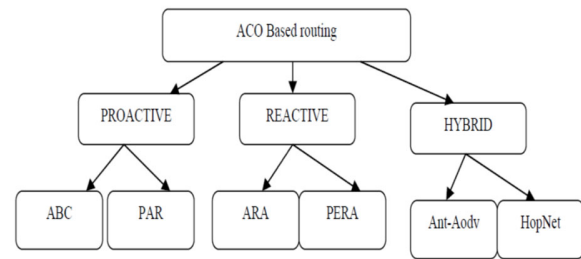 ACO Based routing
PROACTIVE
REACTIVE
HYBRID
ABC
PAR
ARA
PERA
Ant-Aodv
HopNet